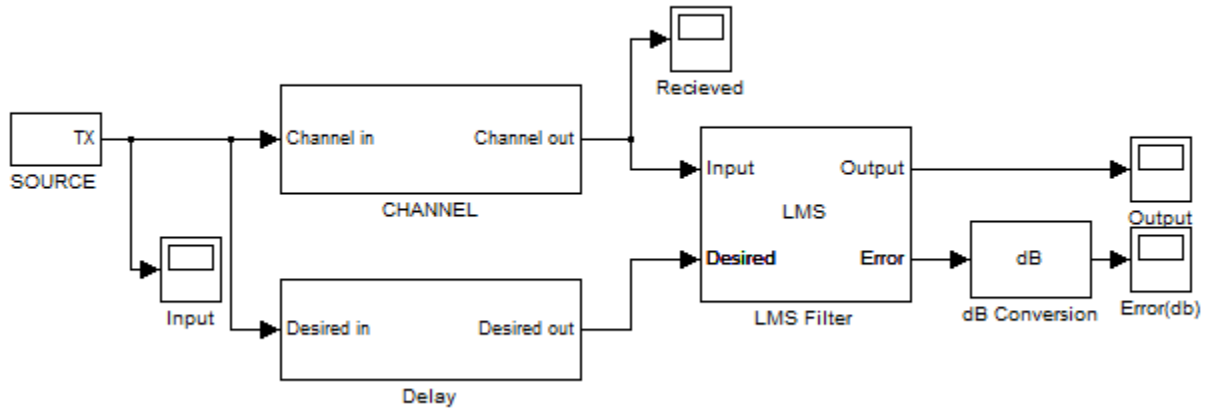 Recieved
TX
SOURCE
Channel in
Channel out
CHANNEL
Input
Output
LMS
Desired
Error
LMS Filter
Output
dB
dB Conversion
Error(db)
Input
Desired in
Desired out
Delay